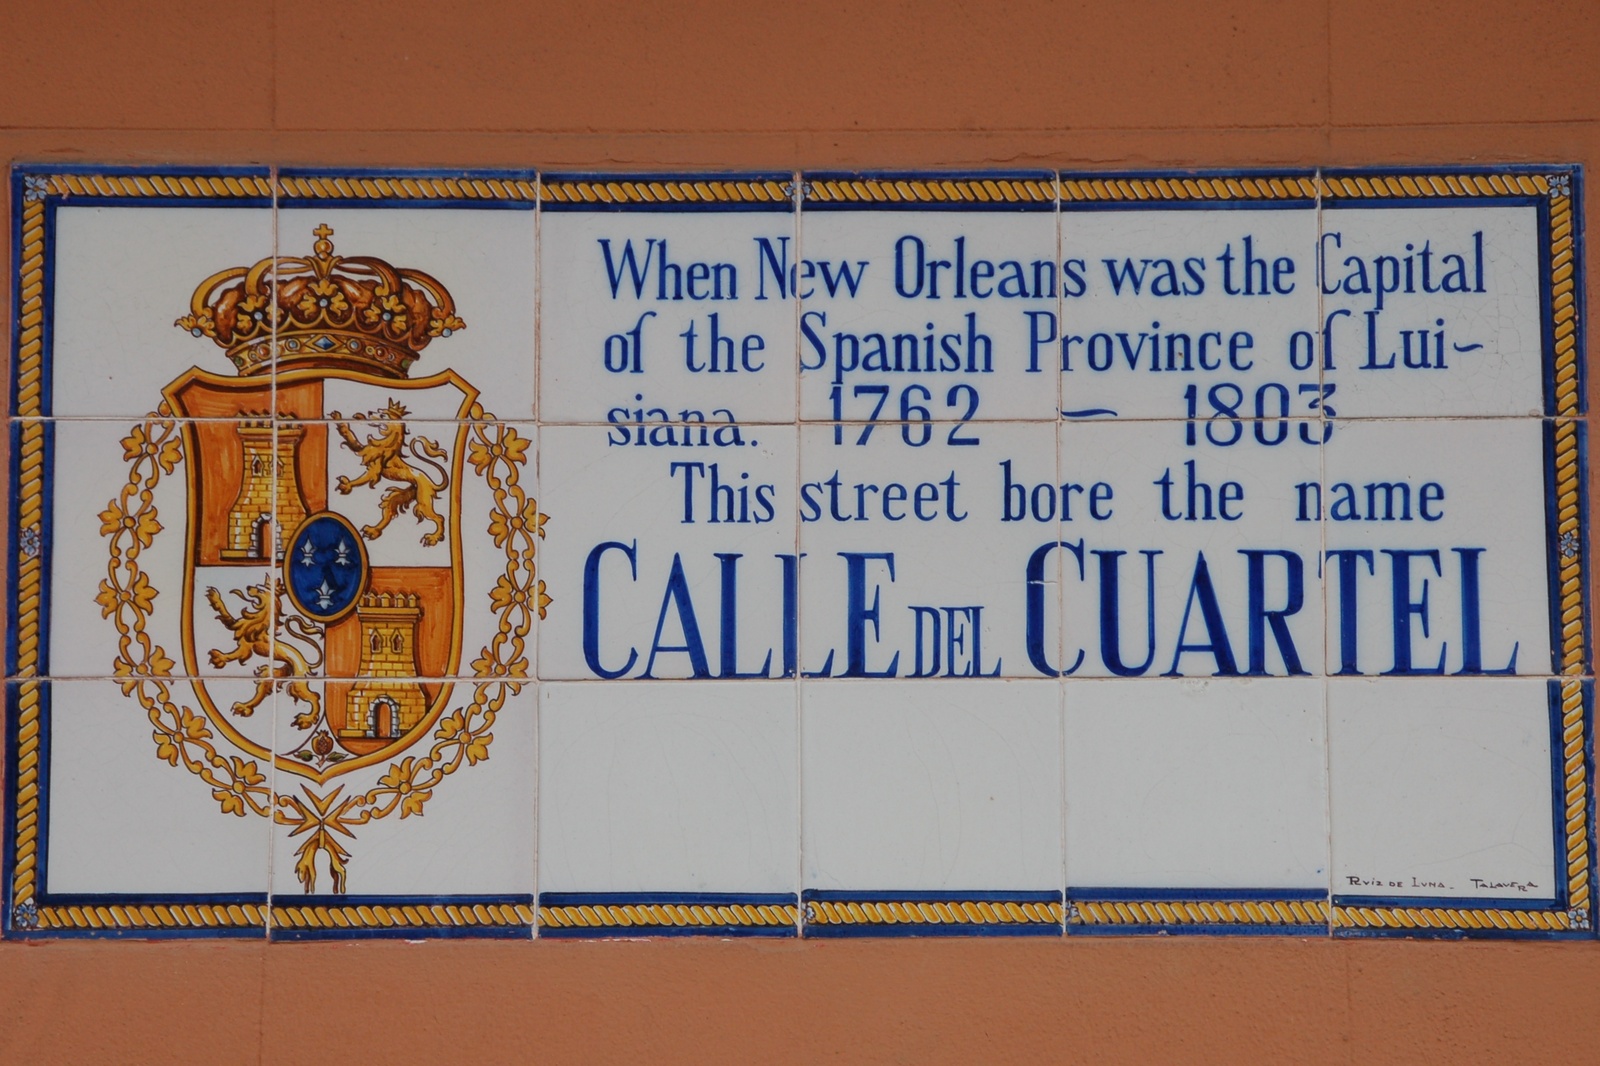 When New Orleans was the Capital
of the Spanish Province of Lui-
siana. 1762 - 1803
This street bore the name
CALLE DEL CUARTEL
RUIZ DE LUNA - TALAVERA